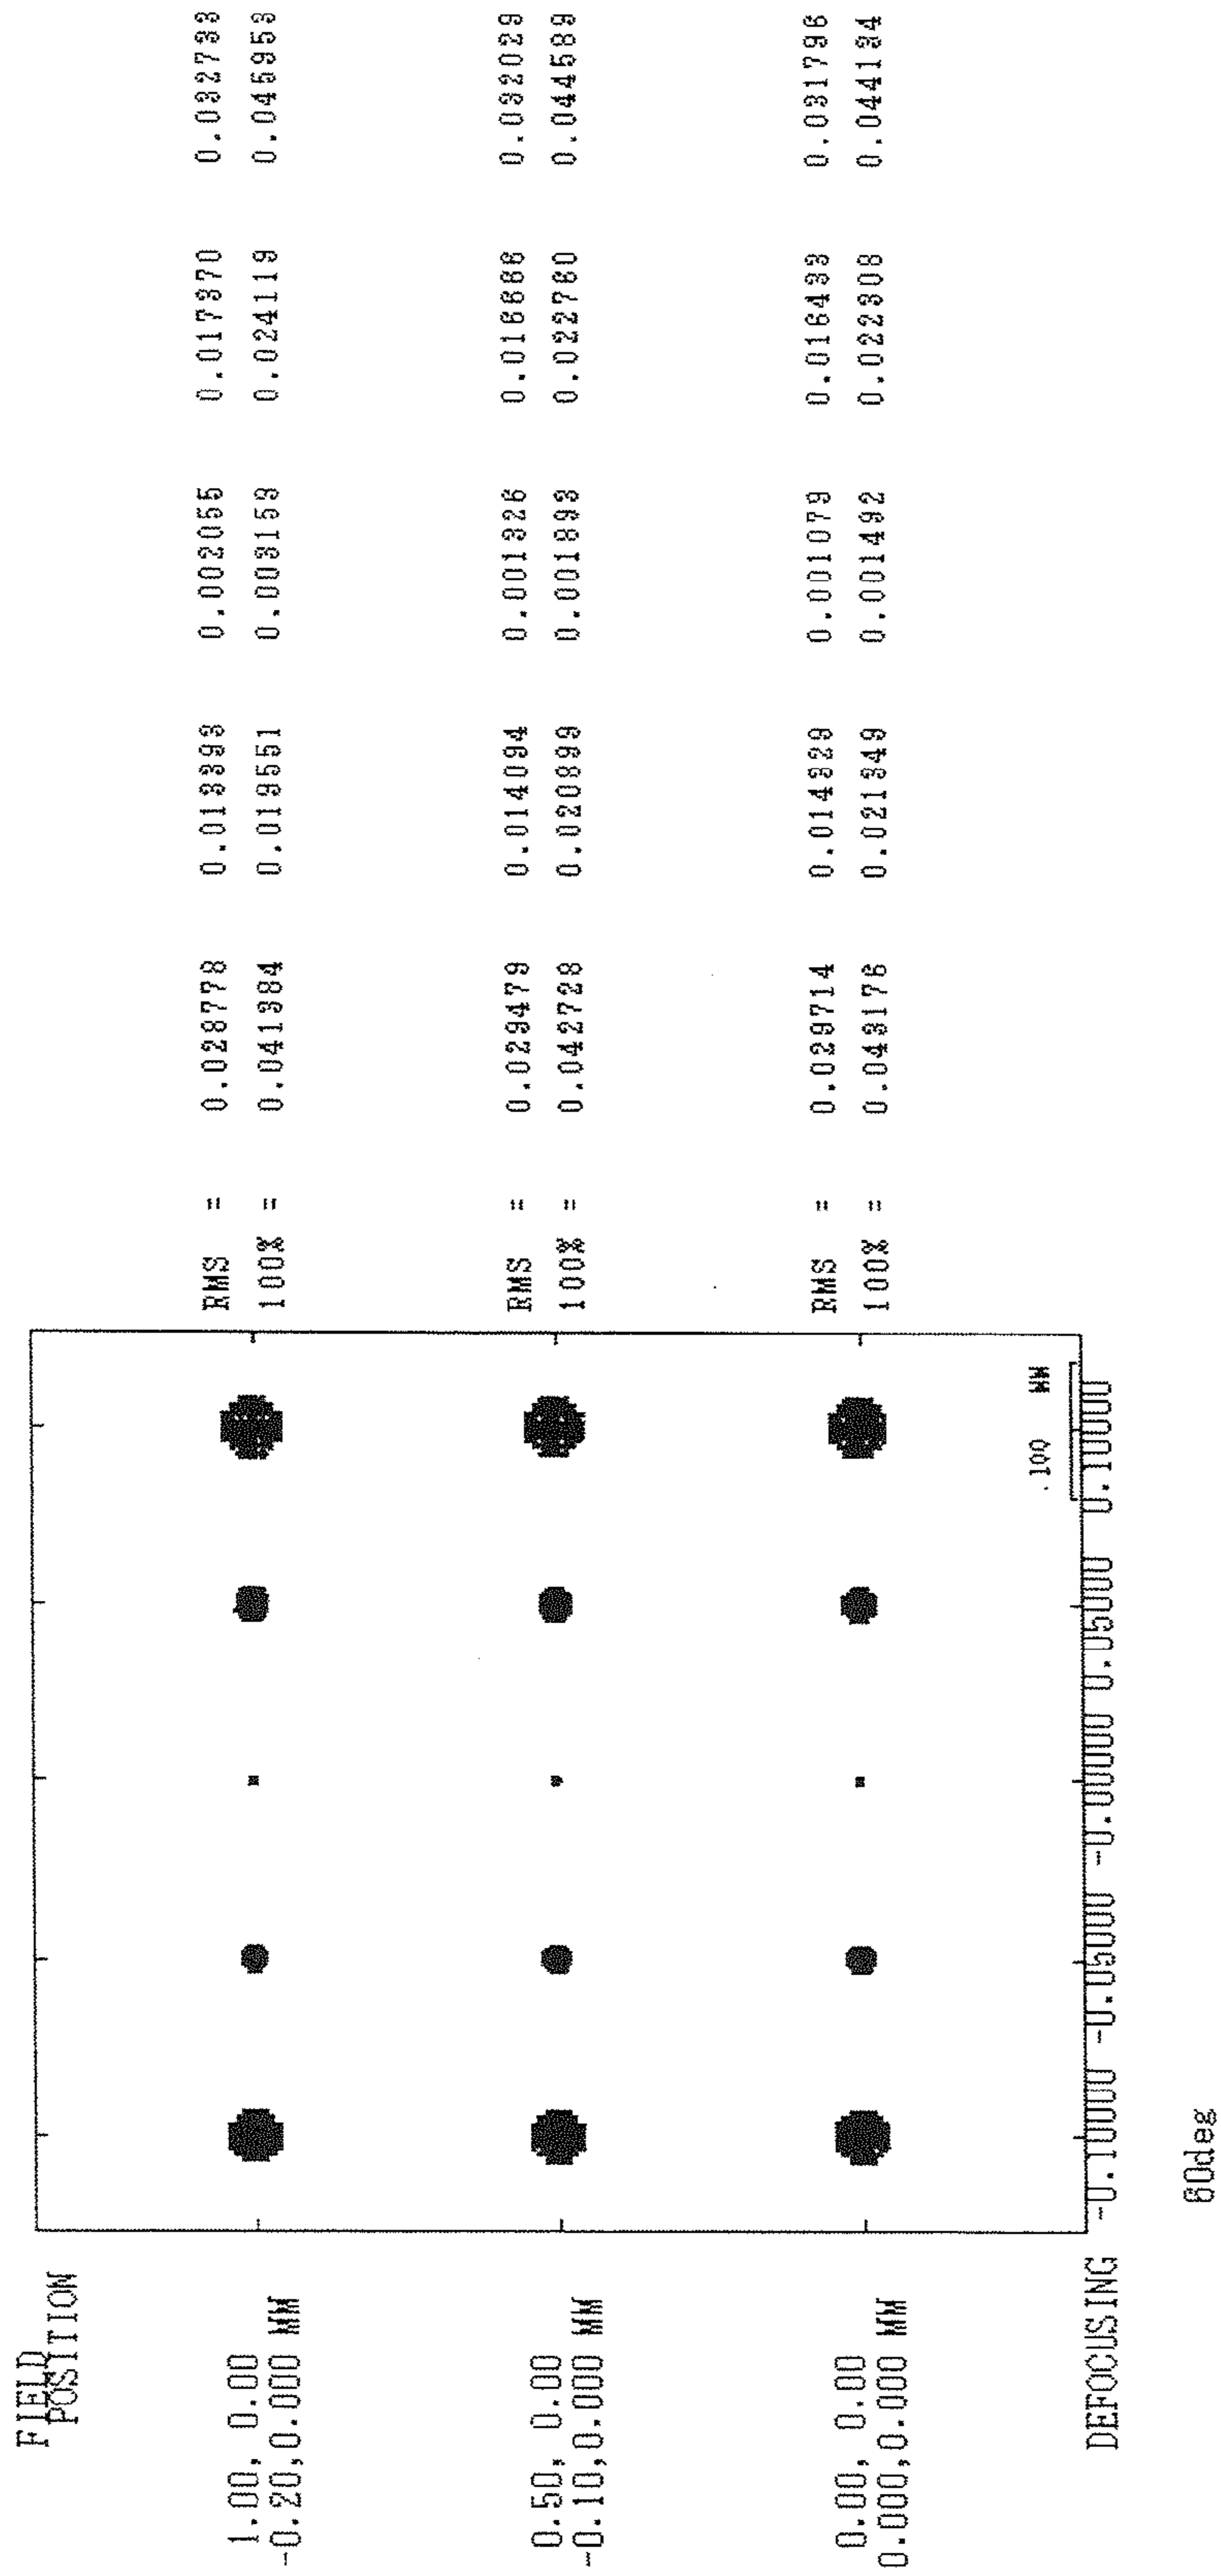 FIELD
POSITION
1.00, 0.00
-0.20,0.000 MM
RMS = 0.028778 0.013393 0.002055 0.017370 0.032733
100% = 0.041384 0.019551 0.003153 0.024119 0.045953
0.50, 0.00
-0.10,0.000 MM
RMS = 0.029479 0.014094 0.001326 0.016666 0.032029
100% = 0.042728 0.020899 0.001893 0.022760 0.044589
0.00, 0.00
0.000,0.000 MM
RMS = 0.029714 0.014329 0.001079 0.016433 0.031796
100% = 0.043176 0.021349 0.001492 0.022308 0.044134
.100 MM
DEFOCUSING -0.10000 -0.05000 -0.00000 0.05000 0.10000
60deg